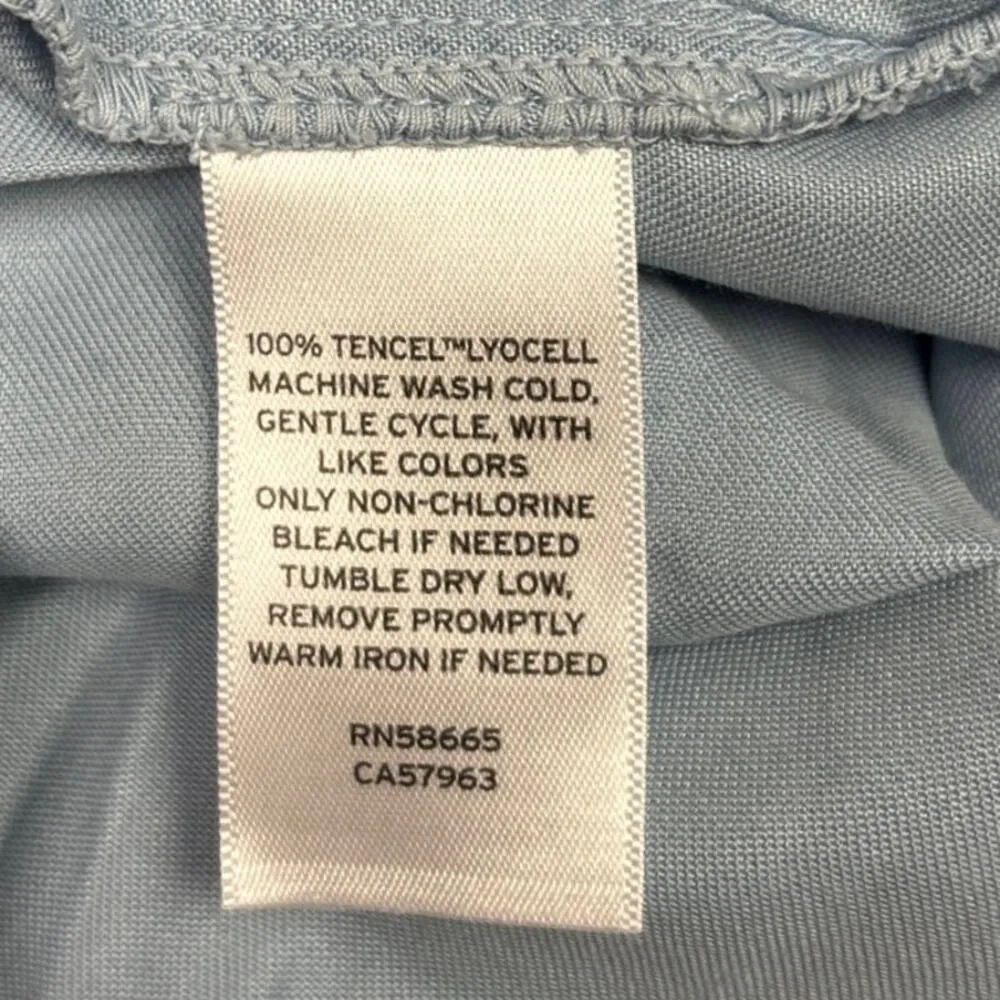 100% TENCEL™LYOCELL
MACHINE WASH COLD,
GENTLE CYCLE, WITH
LIKE COLORS
ONLY NON-CHLORINE
BLEACH IF NEEDED
TUMBLE DRY LOW,
REMOVE PROMPTLY
WARM IRON IF NEEDED
RN58665
CA57963